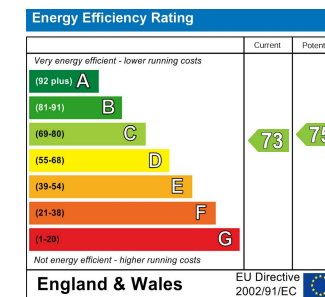 Energy Efficiency Rating
Current Potent
Very energy efficient - lower running costs
(92 plus) A
(81-91) B
(69-80) C
73 75
(55-68) D
(39-54) E
(21-38) F
(1-20) G
Not energy efficient - higher running costs
England & Wales
EU Directive
2002/91/EC